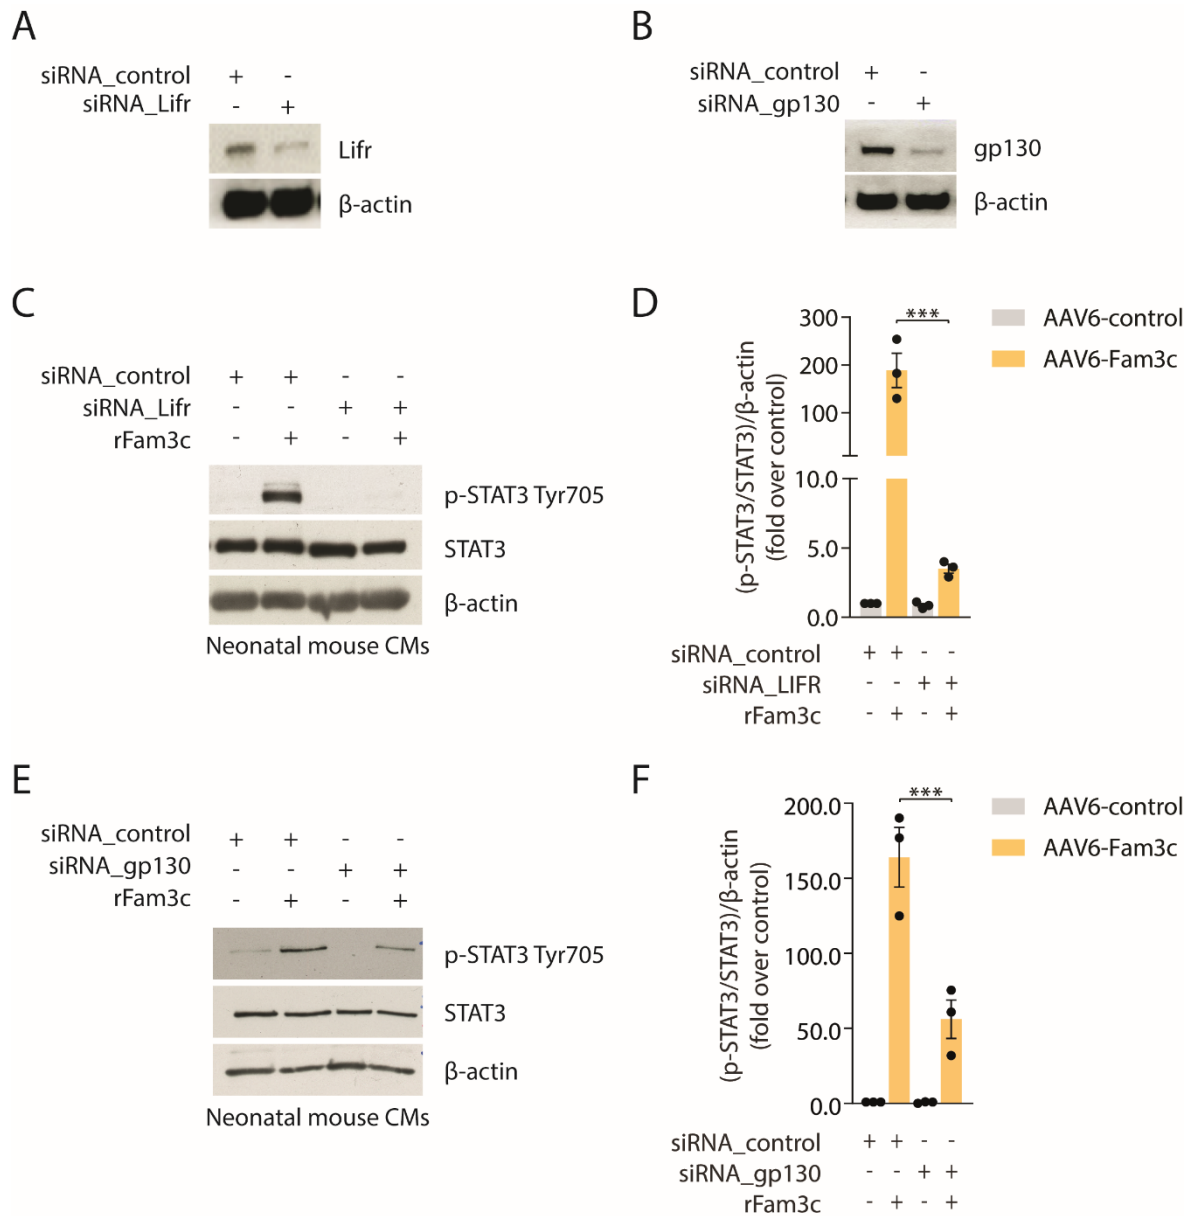 A
siRNA_control + -
siRNA_Lifr - +
Lifr
β-actin
B
siRNA_control + -
siRNA_gp130 - +
gp130
β-actin
C
siRNA_control + + - -
siRNA_Lifr - - + +
rFam3c - + - +
p-STAT3 Tyr705
STAT3
β-actin
Neonatal mouse CMs
D
(p-STAT3/STAT3)/β-actin
(fold over control)
300
200
100
10.0
5.0
0.0
***
AAV6-control
AAV6-Fam3c
siRNA_control + + - -
siRNA_LIFR - - + +
rFam3c - + - +
E
siRNA_control + + - -
siRNA_gp130 - - + +
rFam3c - + - +
p-STAT3 Tyr705
STAT3
β-actin
Neonatal mouse CMs
F
(p-STAT3/STAT3)/β-actin
(fold over control)
200.0
150.0
100.0
50.0
0.0
***
AAV6-control
AAV6-Fam3c
siRNA_control + + - -
siRNA_gp130 - - + +
rFam3c - + - +